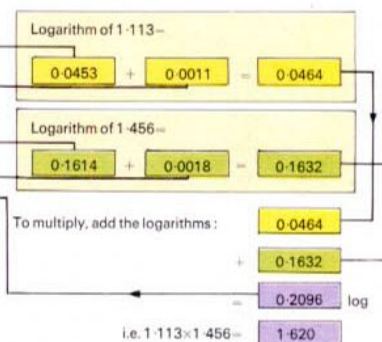 Logarithm of 1·113=
0·0453 + 0·0011 = 0·0464
Logarithm of 1·456=
0·1614 + 0·0018 = 0·1632
To multiply, add the logarithms :
0·0464
+ 0·1632
= 0·2096 log
i.e. 1·113×1·456= 1·620